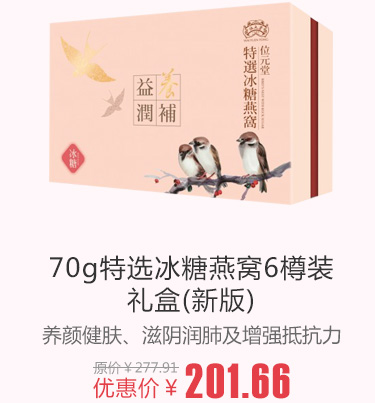 位元堂
特選冰糖燕窩
養補
益潤
冰糖
70g特选冰糖燕窝6樽装
礼盒(新版)
养颜健肤、滋阴润肺及增强抵抗力
原价￥277.91
优惠价￥201.66